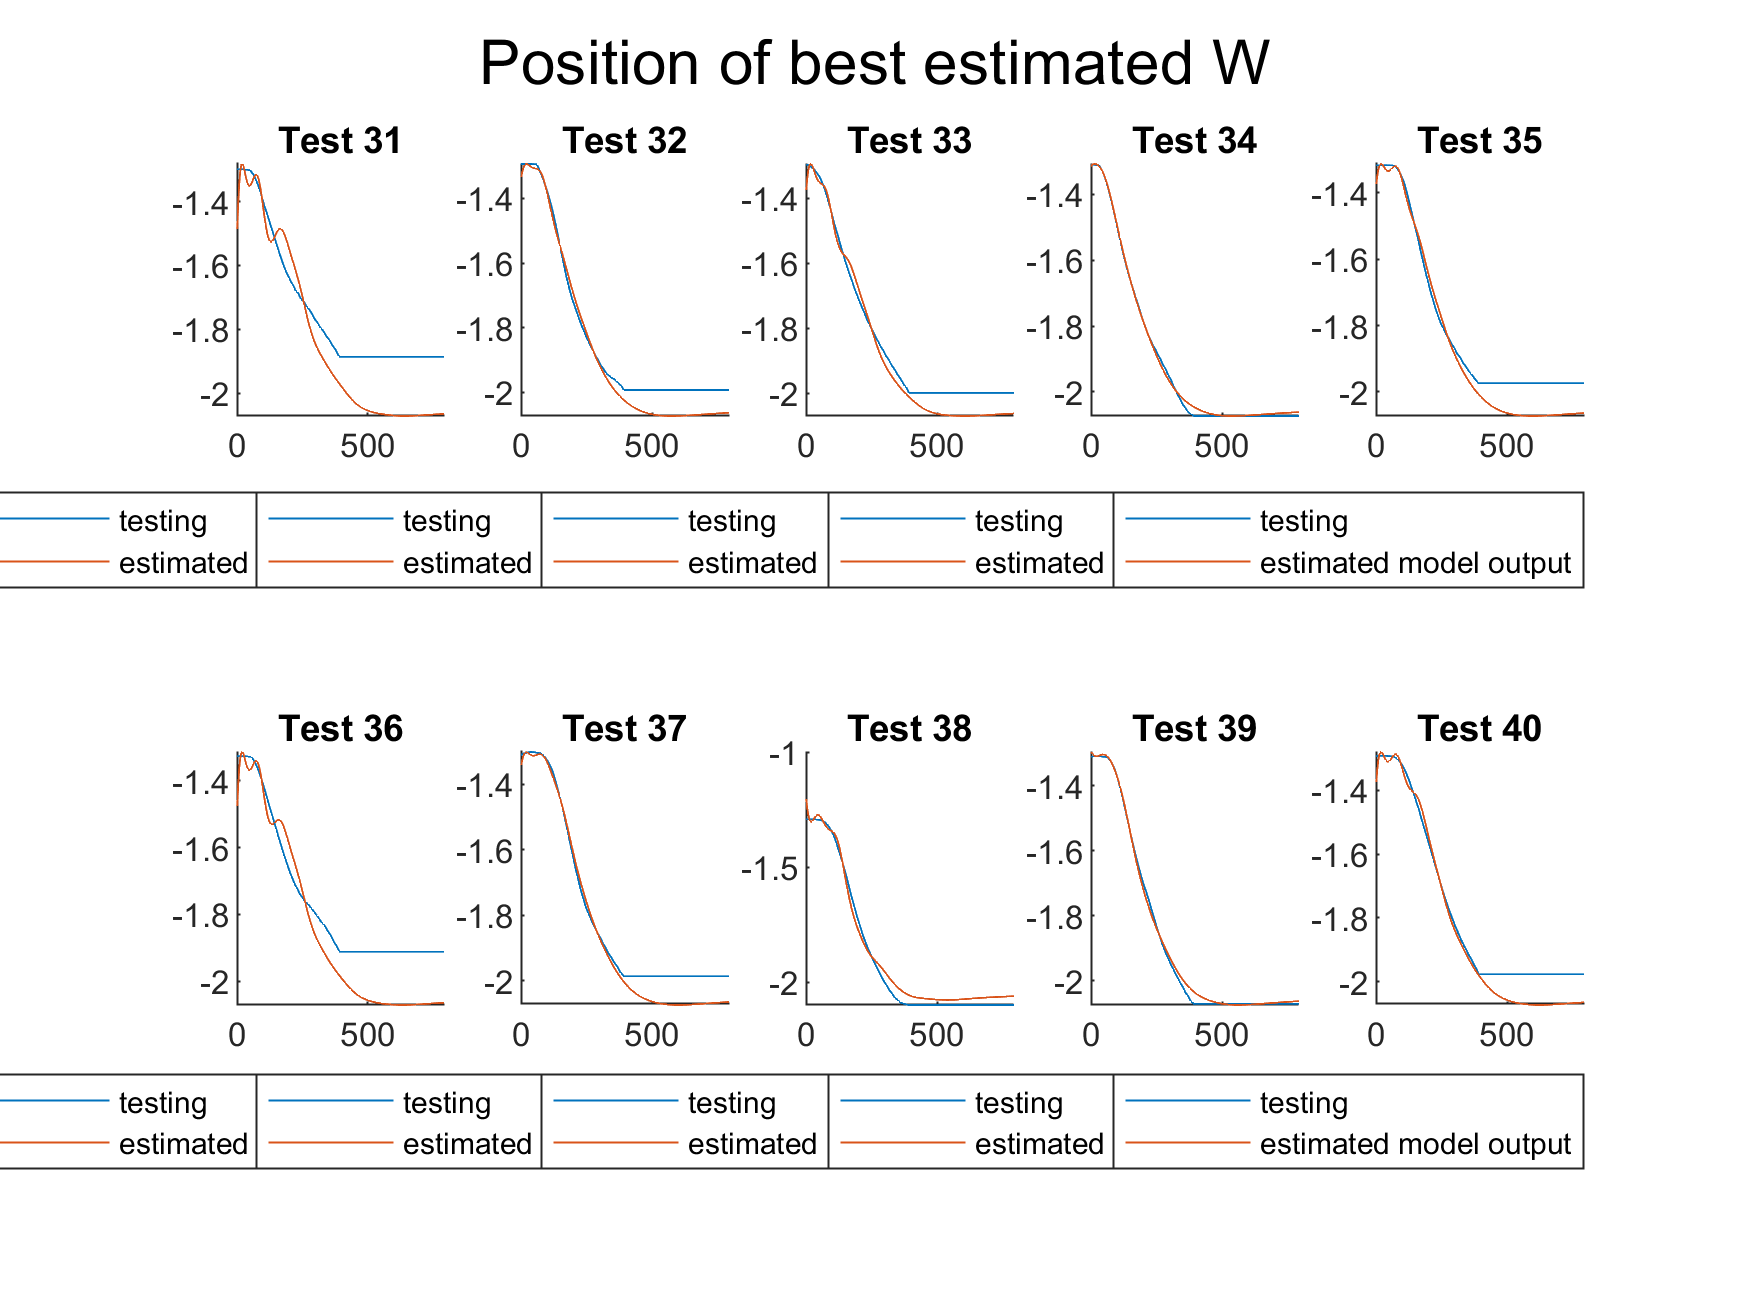 Position of best estimated W
Test 31 Test 32 Test 33 Test 34 Test 35
-1.4 -1.4 -1.4 -1.4 -1.4
-1.6 -1.6 -1.6 -1.6 -1.6
-1.8 -1.8 -1.8 -1.8 -1.8
-2 -2 -2 -2 -2
0 500 0 500 0 500 0 500 0 500
testing testing testing testing testing
estimated estimated estimated estimated estimated model output
Test 36 Test 37 Test 38 Test 39 Test 40
-1.4 -1.4 -1 -1.4 -1.4
-1.6 -1.6 -1.5 -1.6 -1.6
-1.8 -1.8 -1.8 -1.8
-2 -2 -2 -2 -2
0 500 0 500 0 500 0 500 0 500
testing testing testing testing testing
estimated estimated estimated estimated estimated model output